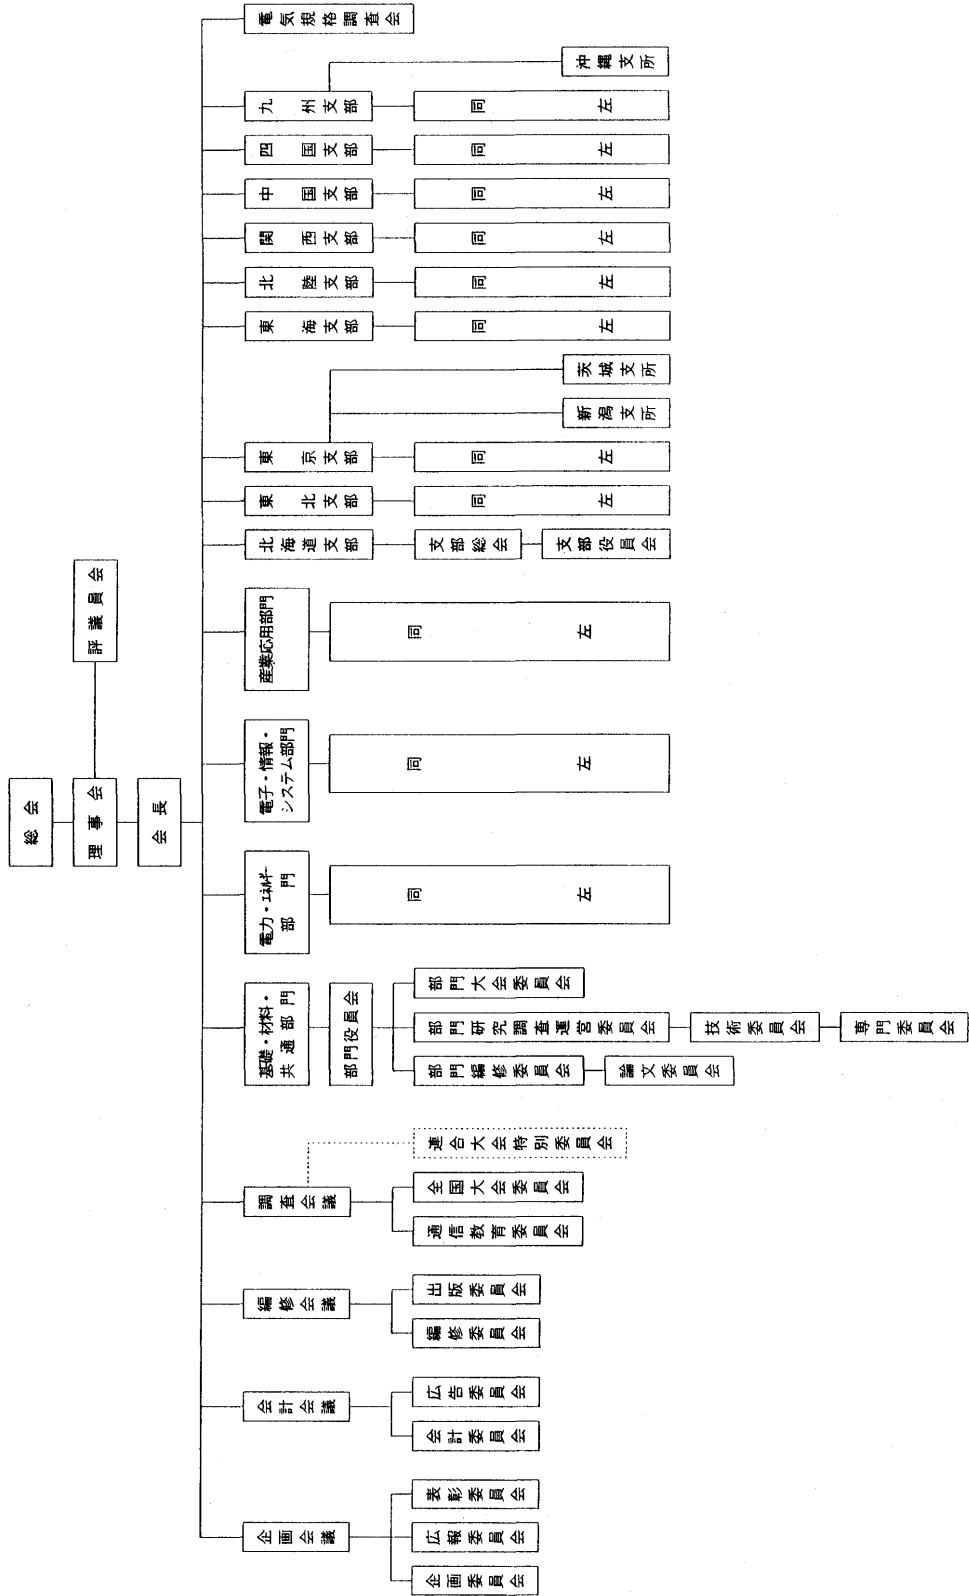 総会
理事会
評議員会
会長
企画会議
企画委員会
広報委員会
表彰委員会
会計会議
会計委員会
広告委員会
編修会議
編修委員会
出版委員会
調査会議
通信教育委員会
全国大会委員会
連合大会特別委員会
基礎・材料・
共通部門
部門役員会
部門編修委員会
論文委員会
部門研究調査運営委員会
技術委員会
専門委員会
部門大会委員会
電力・エネルギー
部門
同左
電子・情報・
システム部門
同左
産業応用部門
同左
北海道支部
支部総会
支部役員会
東北支部
同左
東京支部
同左
新潟支所
茨城支所
東海支部
同左
北陸支部
同左
関西支部
同左
中国支部
同左
四国支部
同左
九州支部
同左
沖縄支所
電気規格調査会